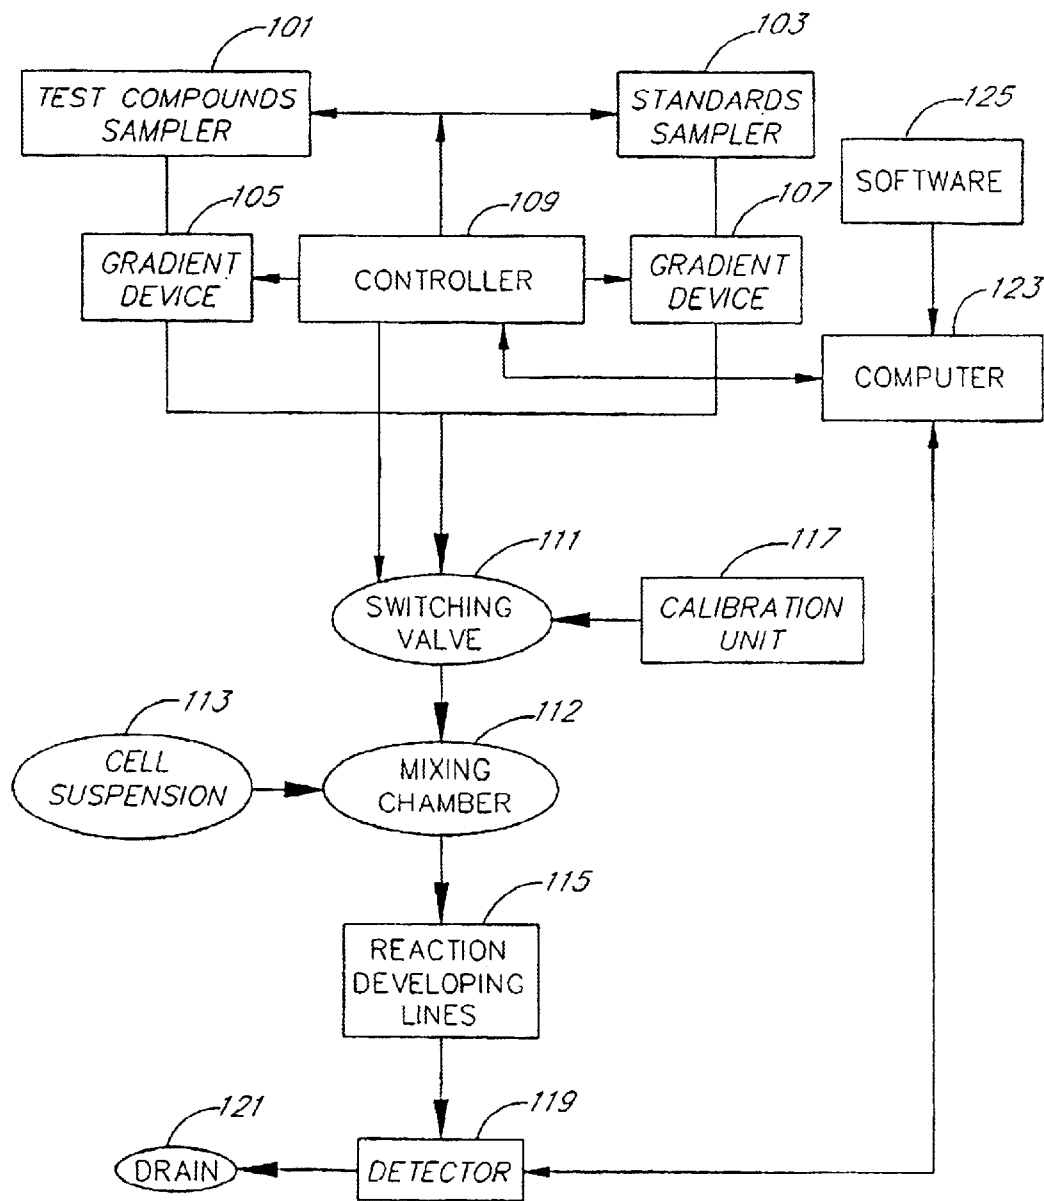 101
TEST COMPOUNDS
SAMPLER
103
STANDARDS
SAMPLER
125
SOFTWARE
105
GRADIENT
DEVICE
109
CONTROLLER
107
GRADIENT
DEVICE
123
COMPUTER
111
SWITCHING
VALVE
117
CALIBRATION
UNIT
113
CELL
SUSPENSION
112
MIXING
CHAMBER
115
REACTION
DEVELOPING
LINES
121
DRAIN
119
DETECTOR